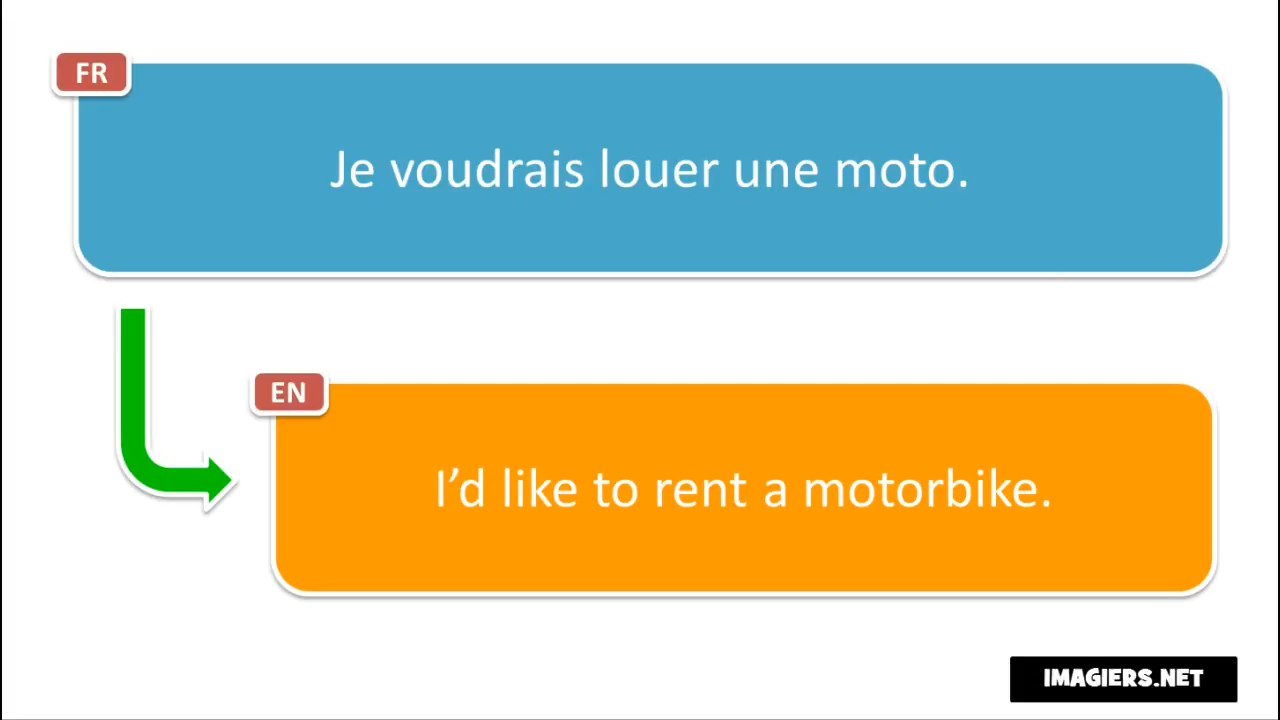 FR
Je voudrais louer une moto.
EN
I’d like to rent a motorbike.
IMAGIERS.NET